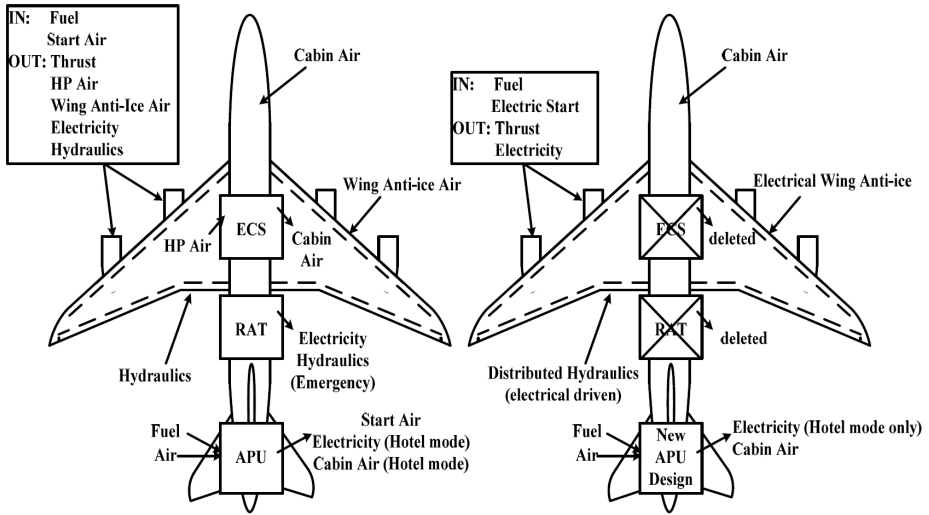 IN: Fuel
Start Air
OUT: Thrust
HP Air
Wing Anti-Ice Air
Electricity
Hydraulics
Cabin Air
Wing Anti-ice Air
HP Air
ECS
Cabin
Air
RAT
Electricity
Hydraulics
(Emergency)
Hydraulics
Fuel
Air
APU
Start Air
Electricity (Hotel mode)
Cabin Air (Hotel mode)
IN: Fuel
Electric Start
OUT: Thrust
Electricity
Cabin Air
Electrical Wing Anti-ice
ECS
deleted
RAT
deleted
Distributed Hydraulics
(electrical driven)
Fuel
Air
New
APU
Design
Electricity (Hotel mode only)
Cabin Air